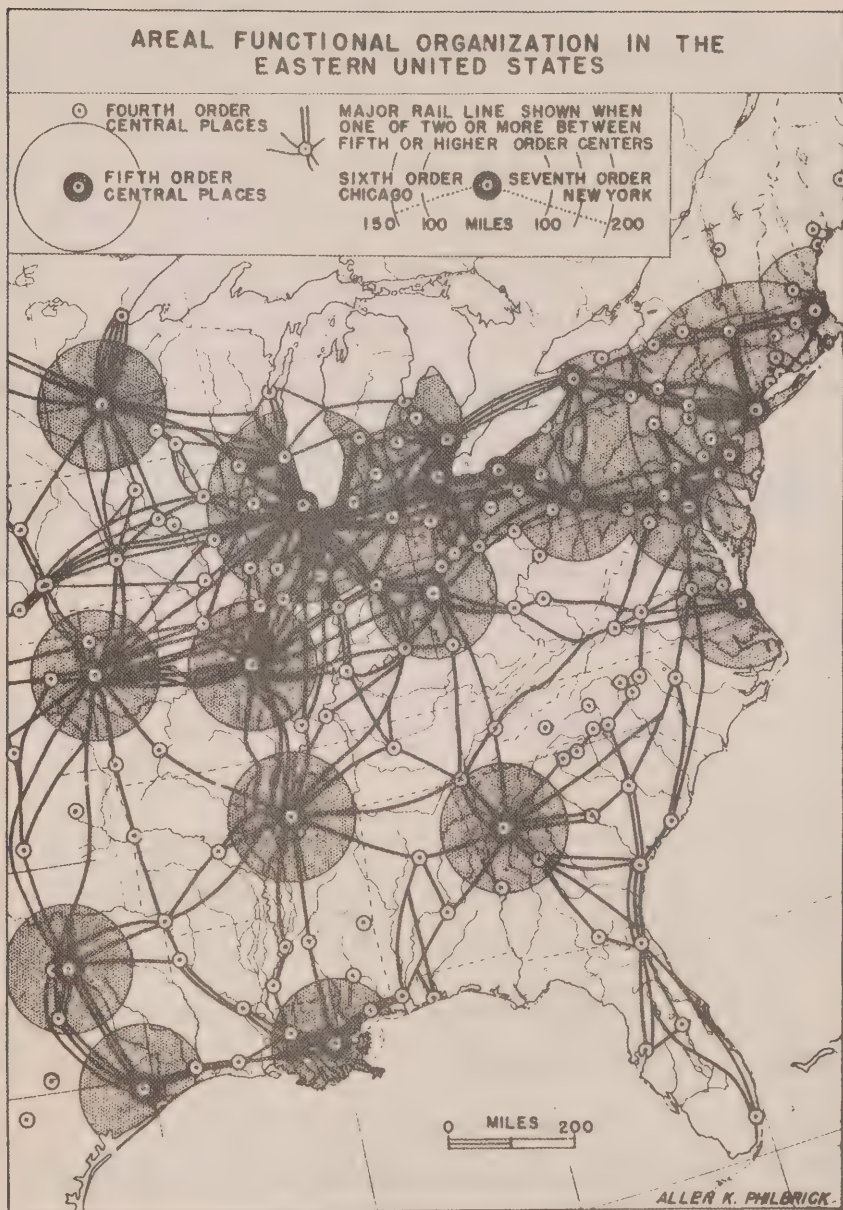 AREAL FUNCTIONAL ORGANIZATION IN THE
EASTERN UNITED STATES
FOURTH ORDER
CENTRAL PLACES
MAJOR RAIL LINE SHOWN WHEN
ONE OF TWO OR MORE BETWEEN
FIFTH OR HIGHER ORDER CENTERS
FIFTH ORDER
CENTRAL PLACES
SIXTH ORDER SEVENTH ORDER
CHICAGO NEW YORK
150 100 MILES 100 200
0 MILES 200
ALLEN K. PHILBRICK